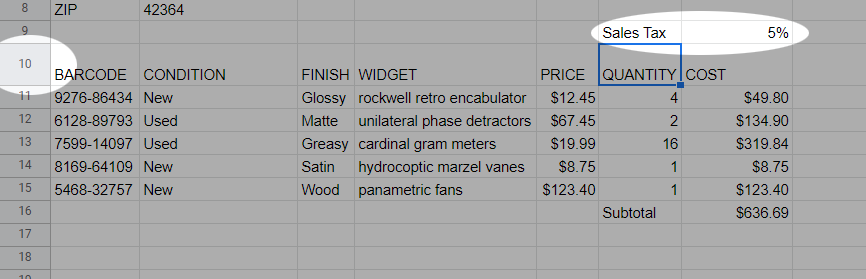 8 ZIP 42364
9 Sales Tax 5%
10 BARCODE CONDITION FINISH WIDGET PRICE QUANTITY COST
11 9276-86434 New Glossy rockwell retro encabulator $12.45 4 $49.80
12 6128-89793 Used Matte unilateral phase detractors $67.45 2 $134.90
13 7599-14097 Used Greasy cardinal gram meters $19.99 16 $319.84
14 8169-64109 New Satin hydrocoptic marzel vanes $8.75 1 $8.75
15 5468-32757 New Wood panametric fans $123.40 1 $123.40
16 Subtotal $636.69
17
18
19